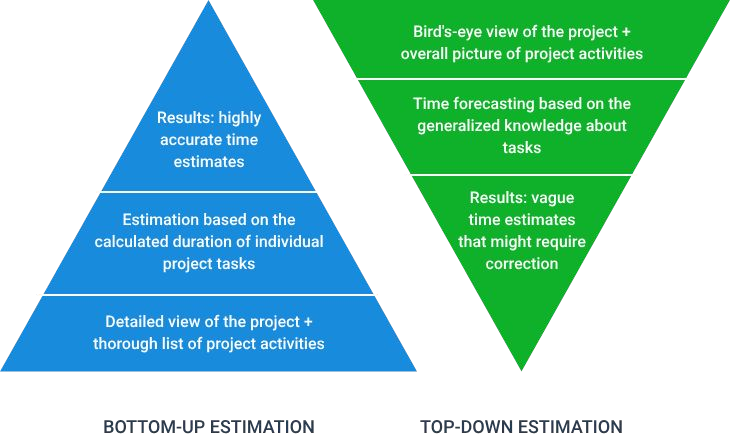 Results: highly
accurate time
estimates
Estimation based on the
calculated duration of individual
project tasks
Detailed view of the project +
thorough list of project activities
BOTTOM-UP ESTIMATION
Bird's-eye view of the project +
overall picture of project activities
Time forecasting based on the
generalized knowledge about
tasks
Results: vague
time estimates
that might require
correction
TOP-DOWN ESTIMATION